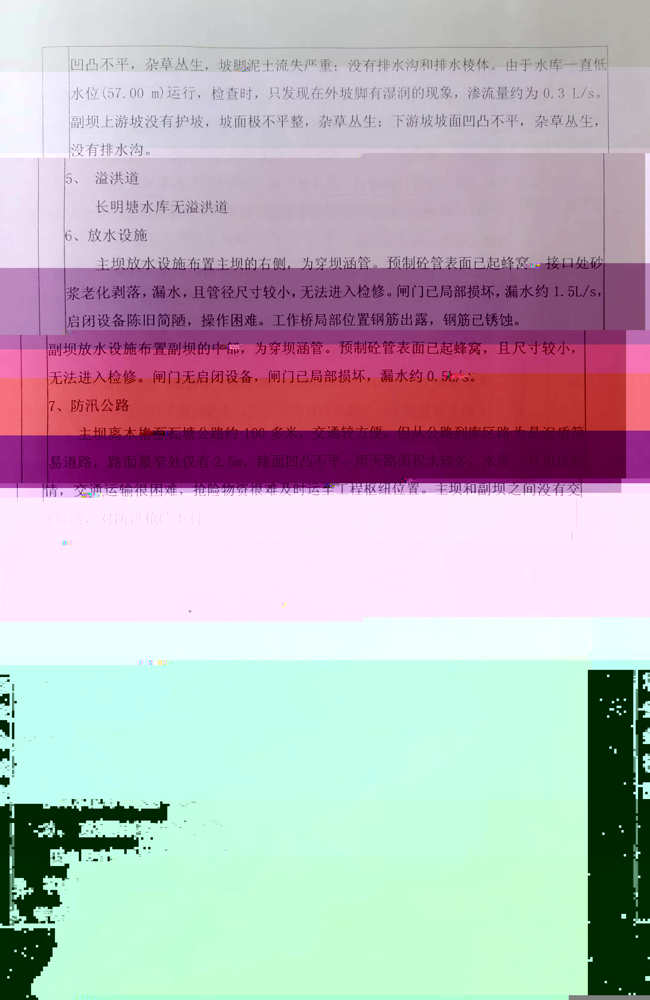 凹凸不平，杂草丛生，坡脚泥土流失严重；没有排水沟和排水棱体。由于水库一直低
水位(57.00 m)运行，检查时，只发现在外坡脚有湿润的现象，渗流量约为 0.3 L/s。
副坝上游坡没有护坡，坡面极不平整，杂草丛生；下游坡坡面凹凸不平，杂草丛生，
没有排水沟。
5、 溢洪道
长明塘水库无溢洪道
6、放水设施
主坝放水设施布置主坝的右侧，为穿坝涵管。预制砼管表面已起蜂窝，接口处砂
浆老化剥落，漏水，且管径尺寸较小，无法进入检修。闸门已局部损坏，漏水约 1.5L/s，
启闭设备陈旧简陋，操作困难。工作桥局部位置钢筋出露，钢筋已锈蚀。
副坝放水设施布置副坝的中部，为穿坝涵管。预制砼管表面已起蜂窝，且尺寸较小，
无法进入检修。闸门无启闭设备，闸门已局部损坏，漏水约 0.5L/s。
7、防汛公路
主坝离木格至瓦塘公路约 100 多米，交通较方便。但从公路到库区路为是泥质简
易道路，路面最窄处仅有 2.5m，路面凹凸不平，雨天路面积水较多，水库一旦出现险
情，交通运输很困难，抢险物资很难及时运至工程枢纽位置。主坝和副坝之间没有交
通道路，对防洪抢险不利